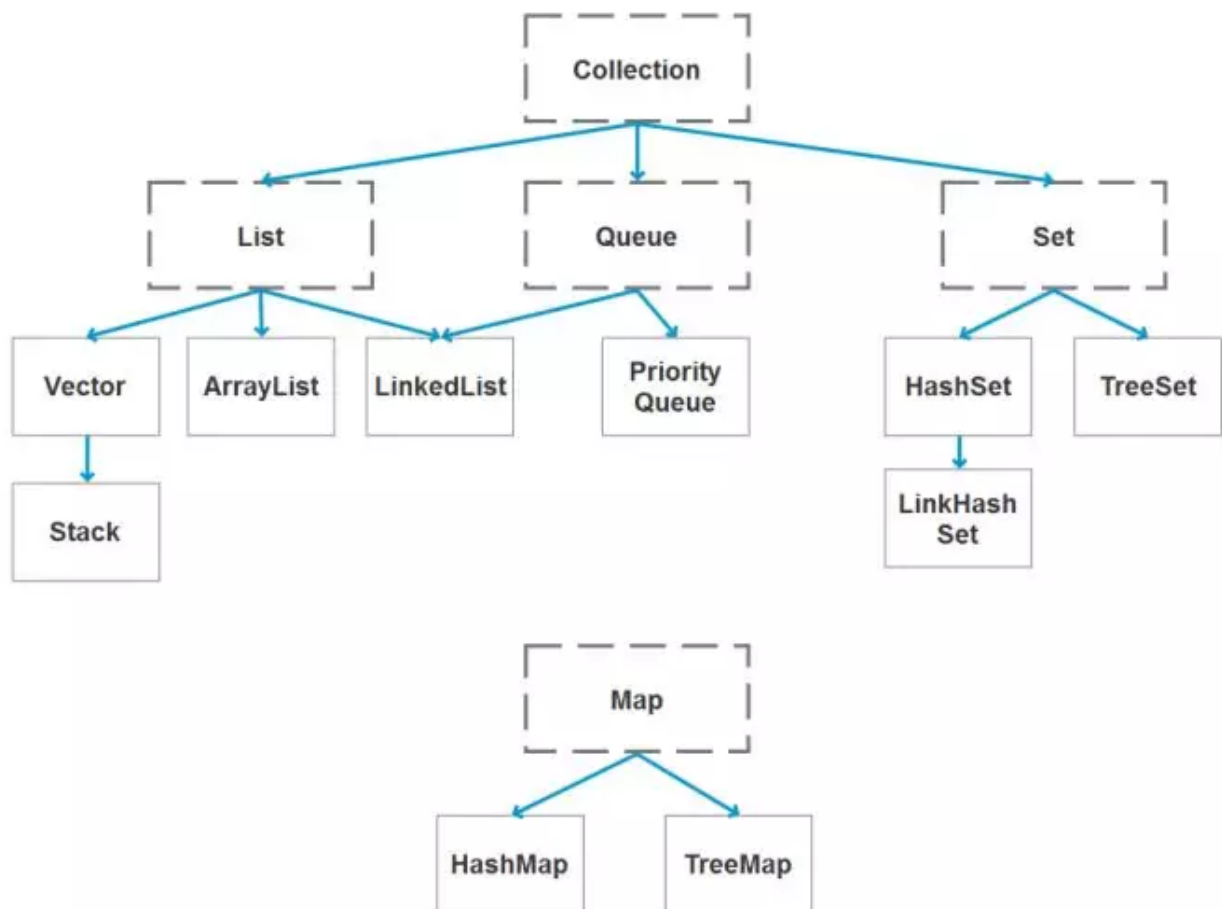 Collection
List
Queue
Set
Vector
ArrayList
LinkedList
Priority
Queue
HashSet
TreeSet
Stack
LinkHash
Set
Map
HashMap
TreeMap